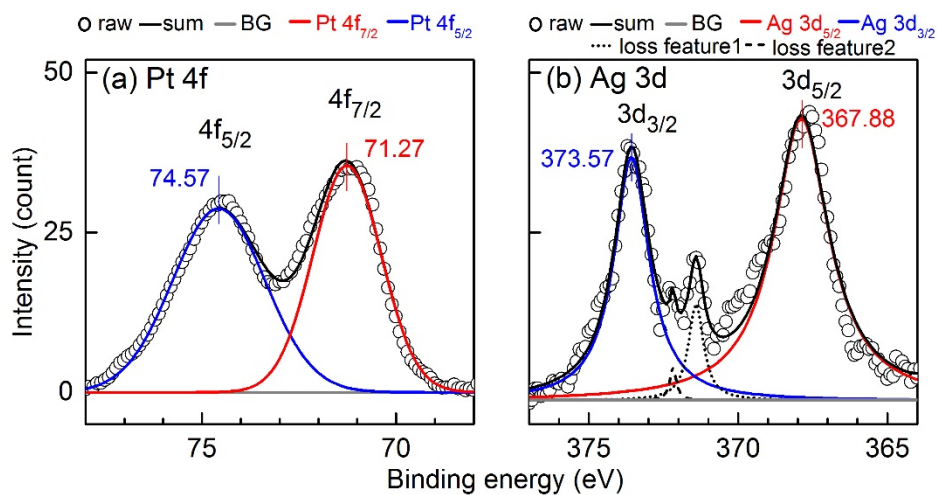 raw sum BG Pt 4f7/2 Pt 4f5/2
raw sum BG Ag 3d5/2 Ag 3d3/2
loss feature1 loss feature2
(a) Pt 4f
4f5/2
4f7/2
74.57
71.27
(b) Ag 3d
3d3/2
3d5/2
373.57
367.88
50
25
0
Intensity (count)
75 70
375 370 365
Binding energy (eV)